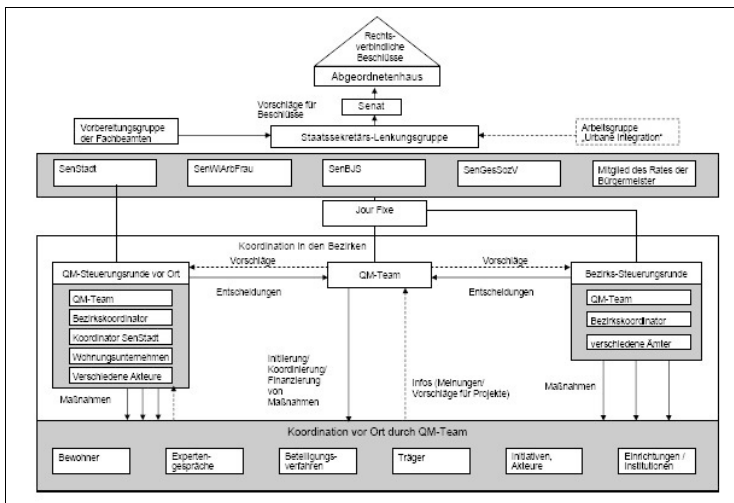 Rechts-
verbindliche
Beschlüsse
Abgeordnetenhaus
Vorschläge für
Beschlüsse
Senat
Vorbereitungsgruppe
der Fachbeamten
Staatssekretärs-Lenkungsgruppe
Arbeitsgruppe
„Urbane Integration“
SenStadt
SenWiArbFrau
SenBJS
SenGesSozV
Mitglied des Rates der
Bürgermeister
Jour Fixe
Koordination in den Bezirken
QM-Steuerungsrunde vor Ort
Vorschläge
QM-Team
Vorschläge
Bezirks-Steuerungsrunde
Entscheidungen
Entscheidungen
QM-Team
Bezirkskoordinator
Koordinator SenStadt
Wohnungsunternehmen
Verschiedene Akteure
QM-Team
Bezirkskoordinator
verschiedene Ämter
Maßnahmen
Initiierung/
Koordinierung/
Finanzierung
von
Maßnahmen
Infos (Meinungen/
Vorschläge für Projekte)
Maßnahmen
Koordination vor Ort durch QM-Team
Bewohner
Experten-
gespräche
Beteiligungs-
verfahren
Träger
Initiativen,
Akteure
Einrichtungen /
Institutionen